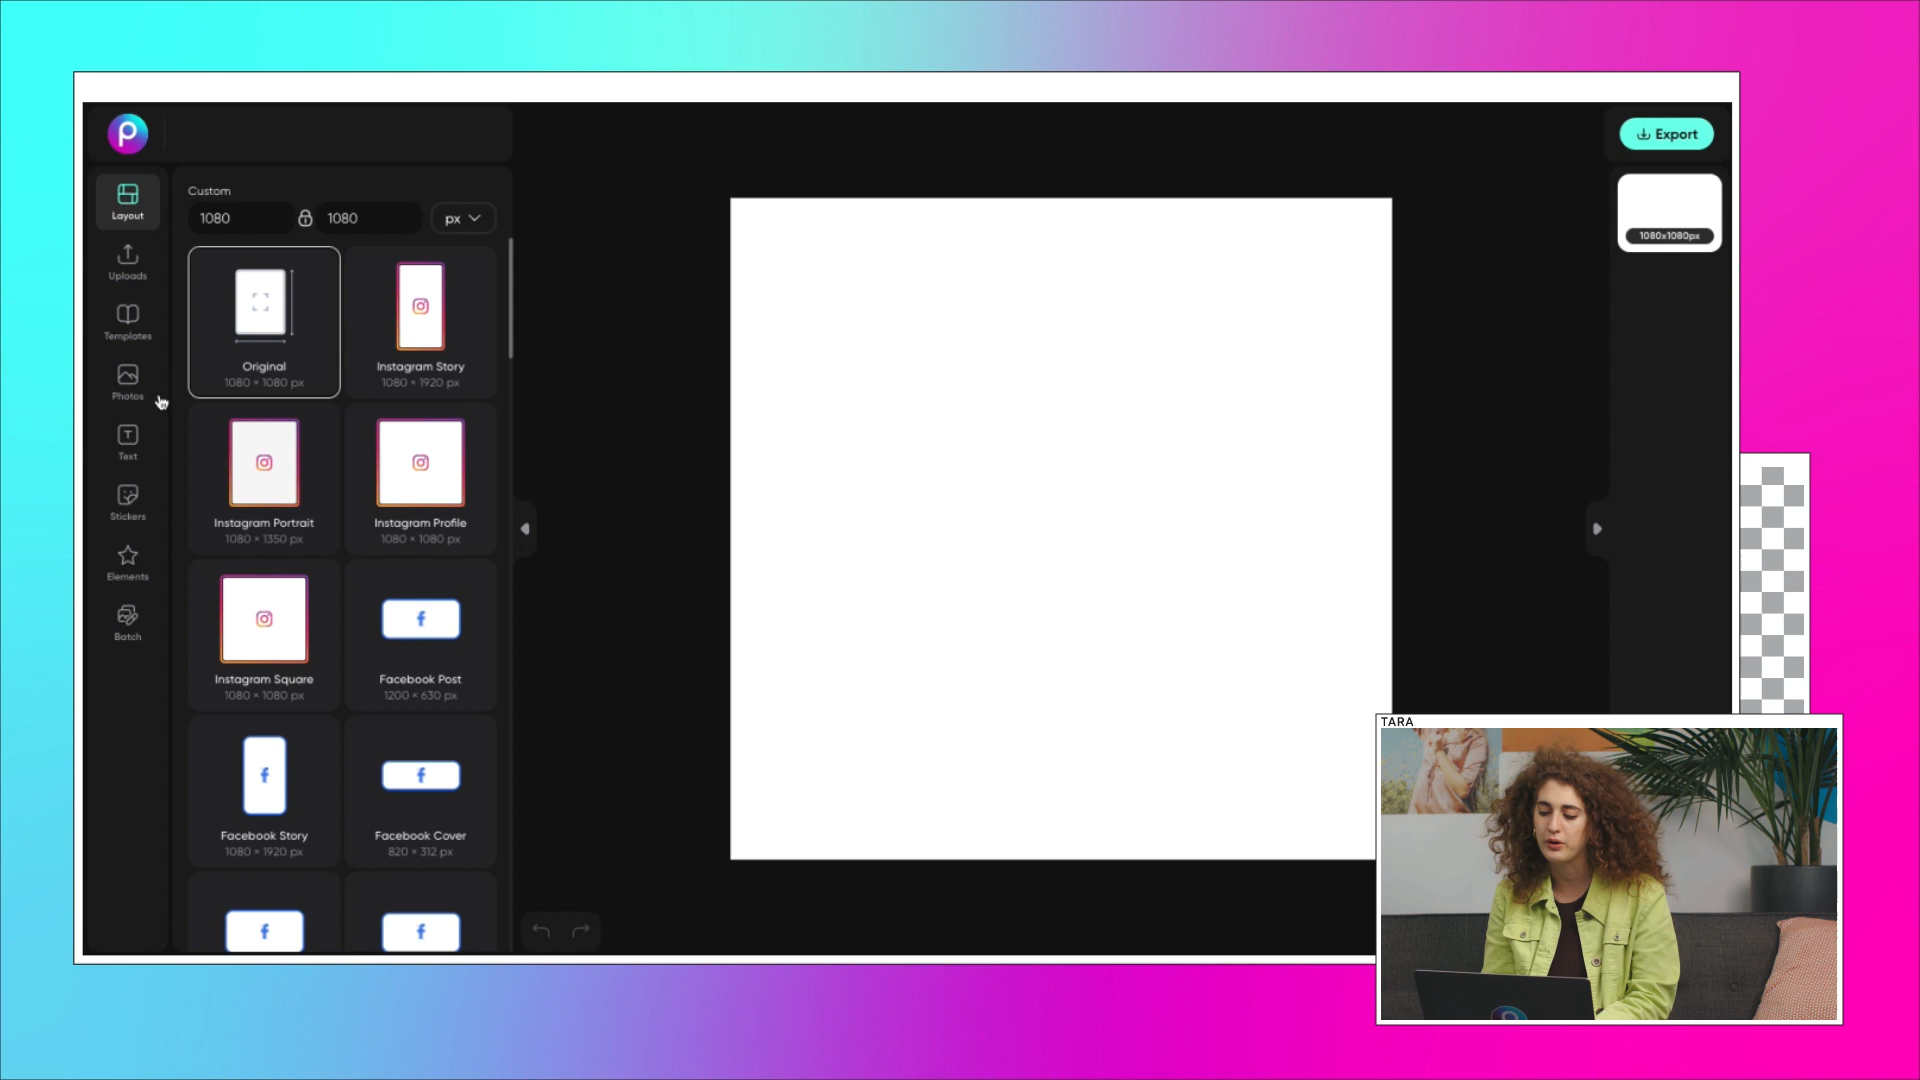 P
Export
Layout
Uploads
Templates
Photos
Text
Stickers
Elements
Batch
Custom
1080
1080
px
Original
1080 × 1080 px
Instagram Story
1080 × 1920 px
Instagram Portrait
1080 × 1350 px
Instagram Profile
1080 × 1080 px
Instagram Square
1080 × 1080 px
Facebook Post
1200 × 630 px
Facebook Story
1080 × 1920 px
Facebook Cover
820 × 312 px
1080x1080px
TARA